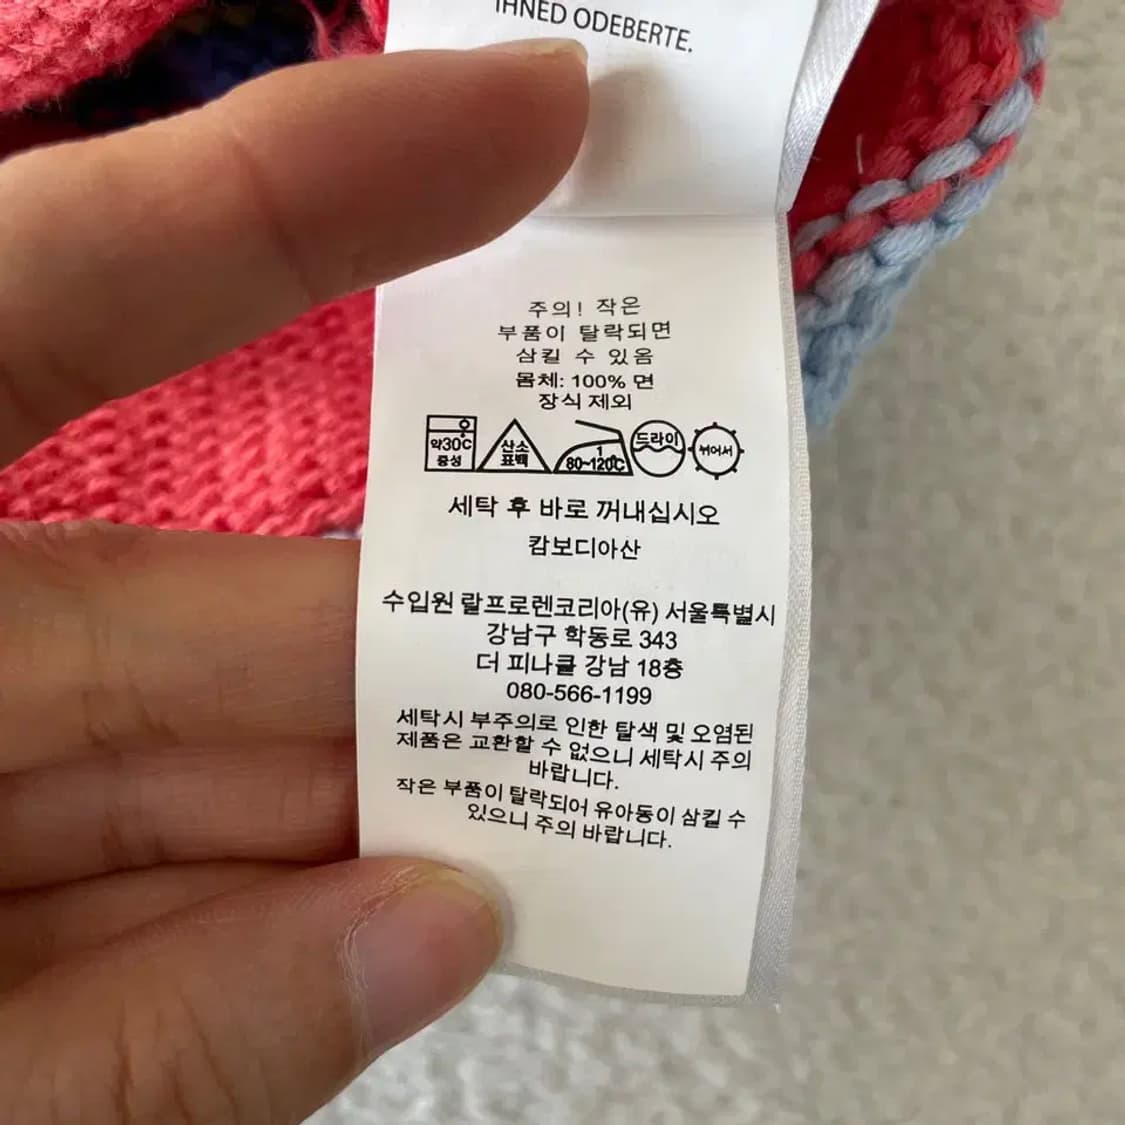 IHNED ODEBERTE.
주의! 작은
부품이 탈락되면
삼킬 수 있음
몸체: 100% 면
장식 제외
약30℃
중성
산소
표백
1
80~120℃
드라이
뉘어서
세탁 후 바로 꺼내십시오
캄보디아산
수입원 랄프로렌코리아(유) 서울특별시
강남구 학동로 343
더 피나클 강남 18층
080-566-1199
세탁시 부주의로 인한 탈색 및 오염된
제품은 교환할 수 없으니 세탁시 주의
바랍니다.
작은 부품이 탈락되어 유아동이 삼킬 수
있으니 주의 바랍니다.